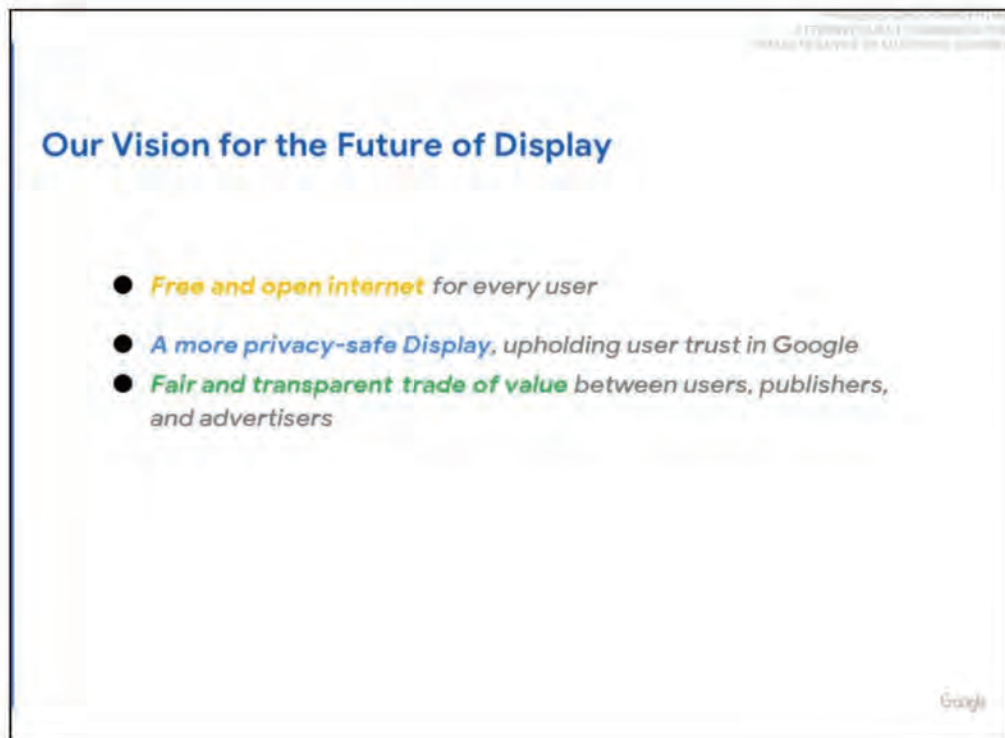 Our Vision for the Future of Display
● Free and open internet for every user
● A more privacy-safe Display, upholding user trust in Google
● Fair and transparent trade of value between users, publishers,
and advertisers
Google